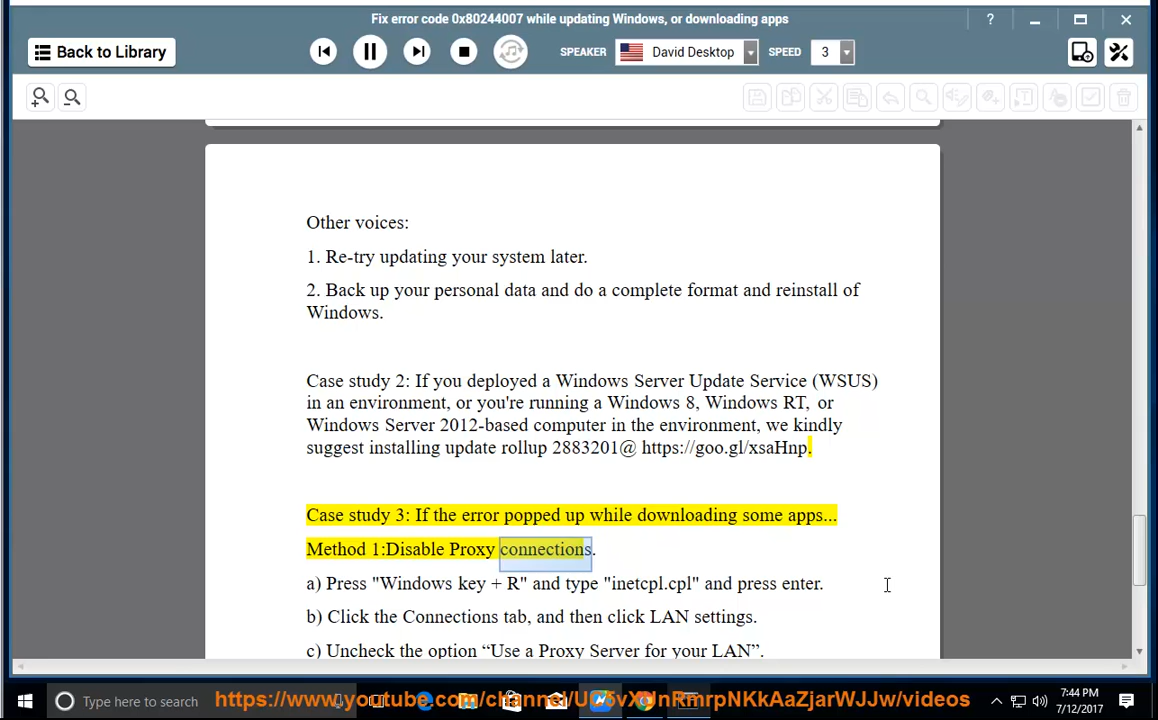 Fix error code 0x80244007 while updating Windows, or downloading apps
?
Back to Library
SPEAKER
David Desktop
SPEED
3
Other voices:
1. Re-try updating your system later.
2. Back up your personal data and do a complete format and reinstall of
Windows.
Case study 2: If you deployed a Windows Server Update Service (WSUS)
in an environment, or you're running a Windows 8, Windows RT, or
Windows Server 2012-based computer in the environment, we kindly
suggest installing update rollup 2883201@ https://goo.gl/xsaHnp.
Case study 3: If the error popped up while downloading some apps...
Method 1:Disable Proxy connections.
a) Press "Windows key + R" and type "inetcpl.cpl" and press enter.
b) Click the Connections tab, and then click LAN settings.
c) Uncheck the option “Use a Proxy Server for your LAN”.
Type here to search
7:44 PM
7/12/2017